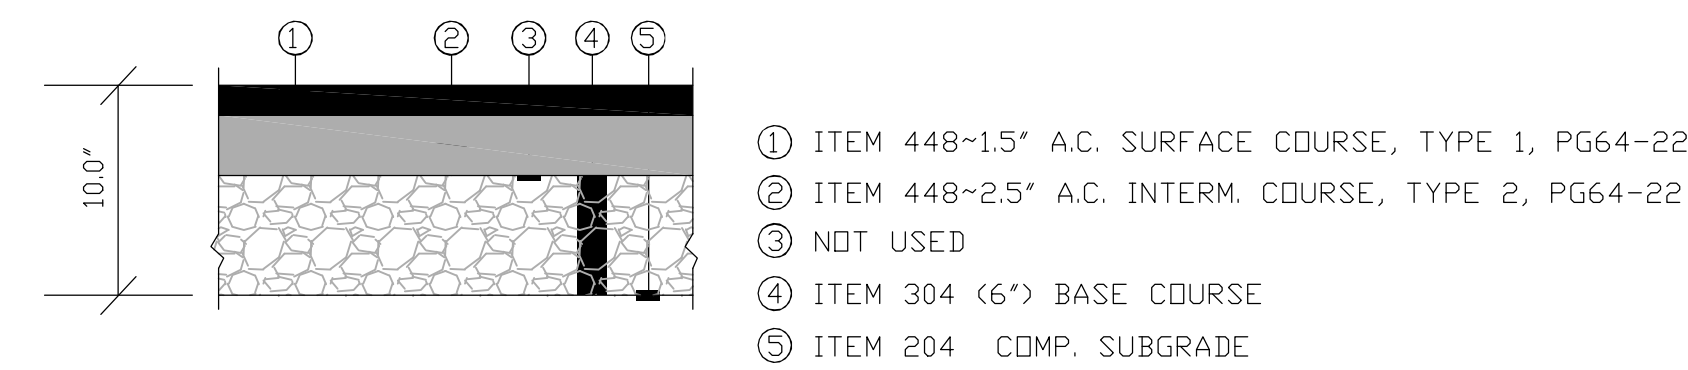 1 2 3 4 5
10.0"
1 ITEM 448~1.5" A.C. SURFACE COURSE, TYPE 1, PG64-22
2 ITEM 448~2.5" A.C. INTERM. COURSE, TYPE 2, PG64-22
3 NOT USED
4 ITEM 304 (6") BASE COURSE
5 ITEM 204 COMP. SUBGRADE